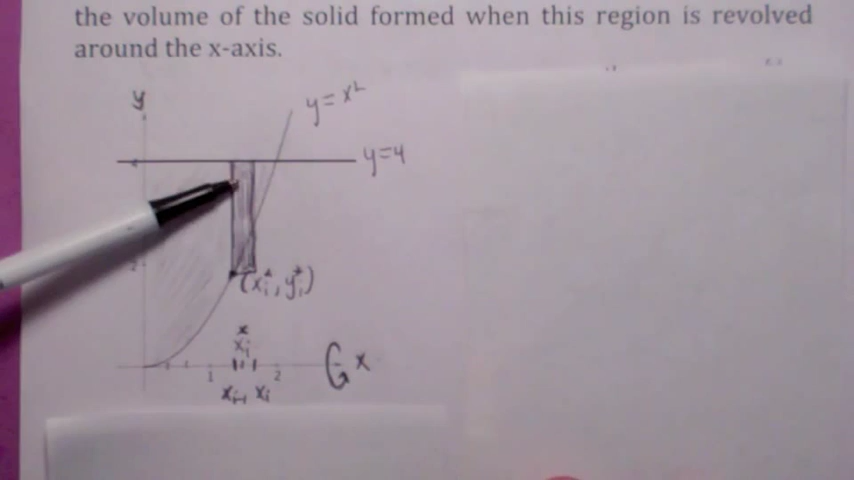 the volume of the solid formed when this region is revolved
around the x-axis.
y
y=x²
y=4
2
(xᵢ*, yᵢ*)
xᵢ*
1
2
x
xᵢ₋₁ xᵢ